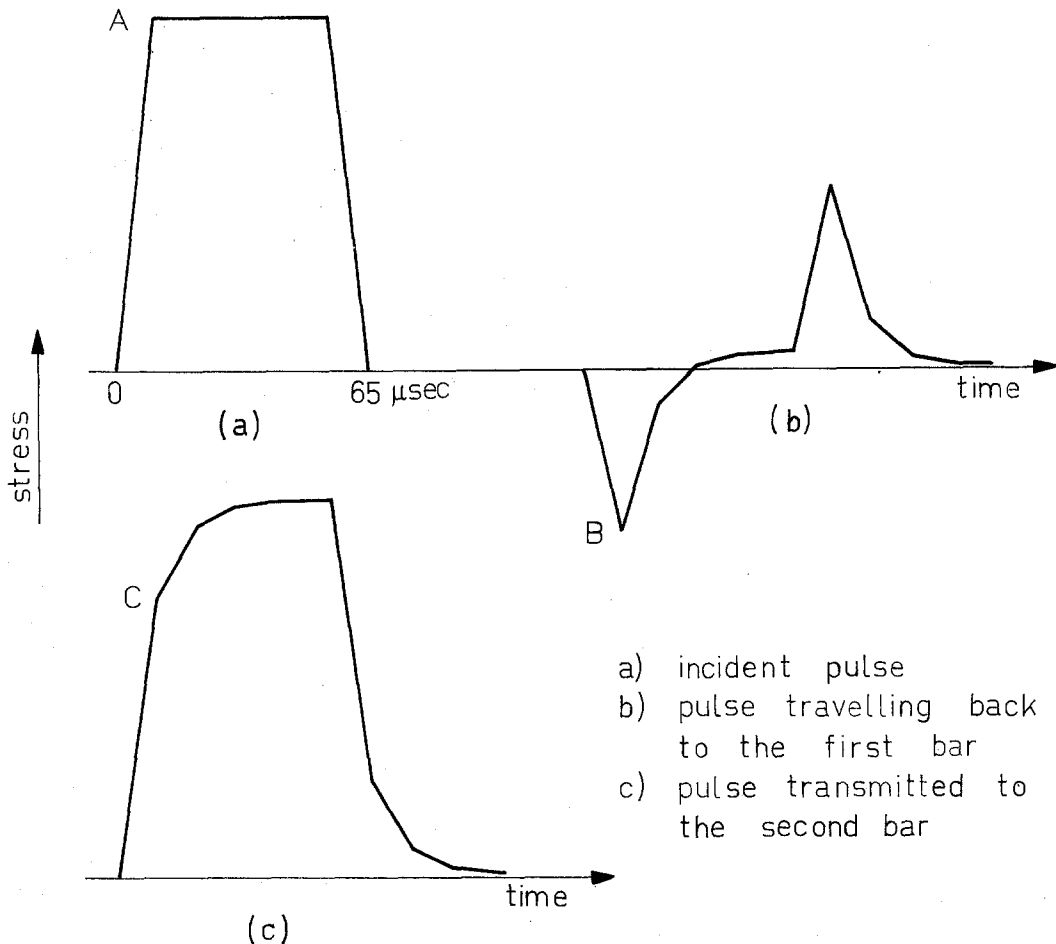 A
0
65 μsec
(a)
B
time
(b)
stress
C
time
(c)
a) incident pulse
b) pulse travelling back
to the first bar
c) pulse transmitted to
the second bar